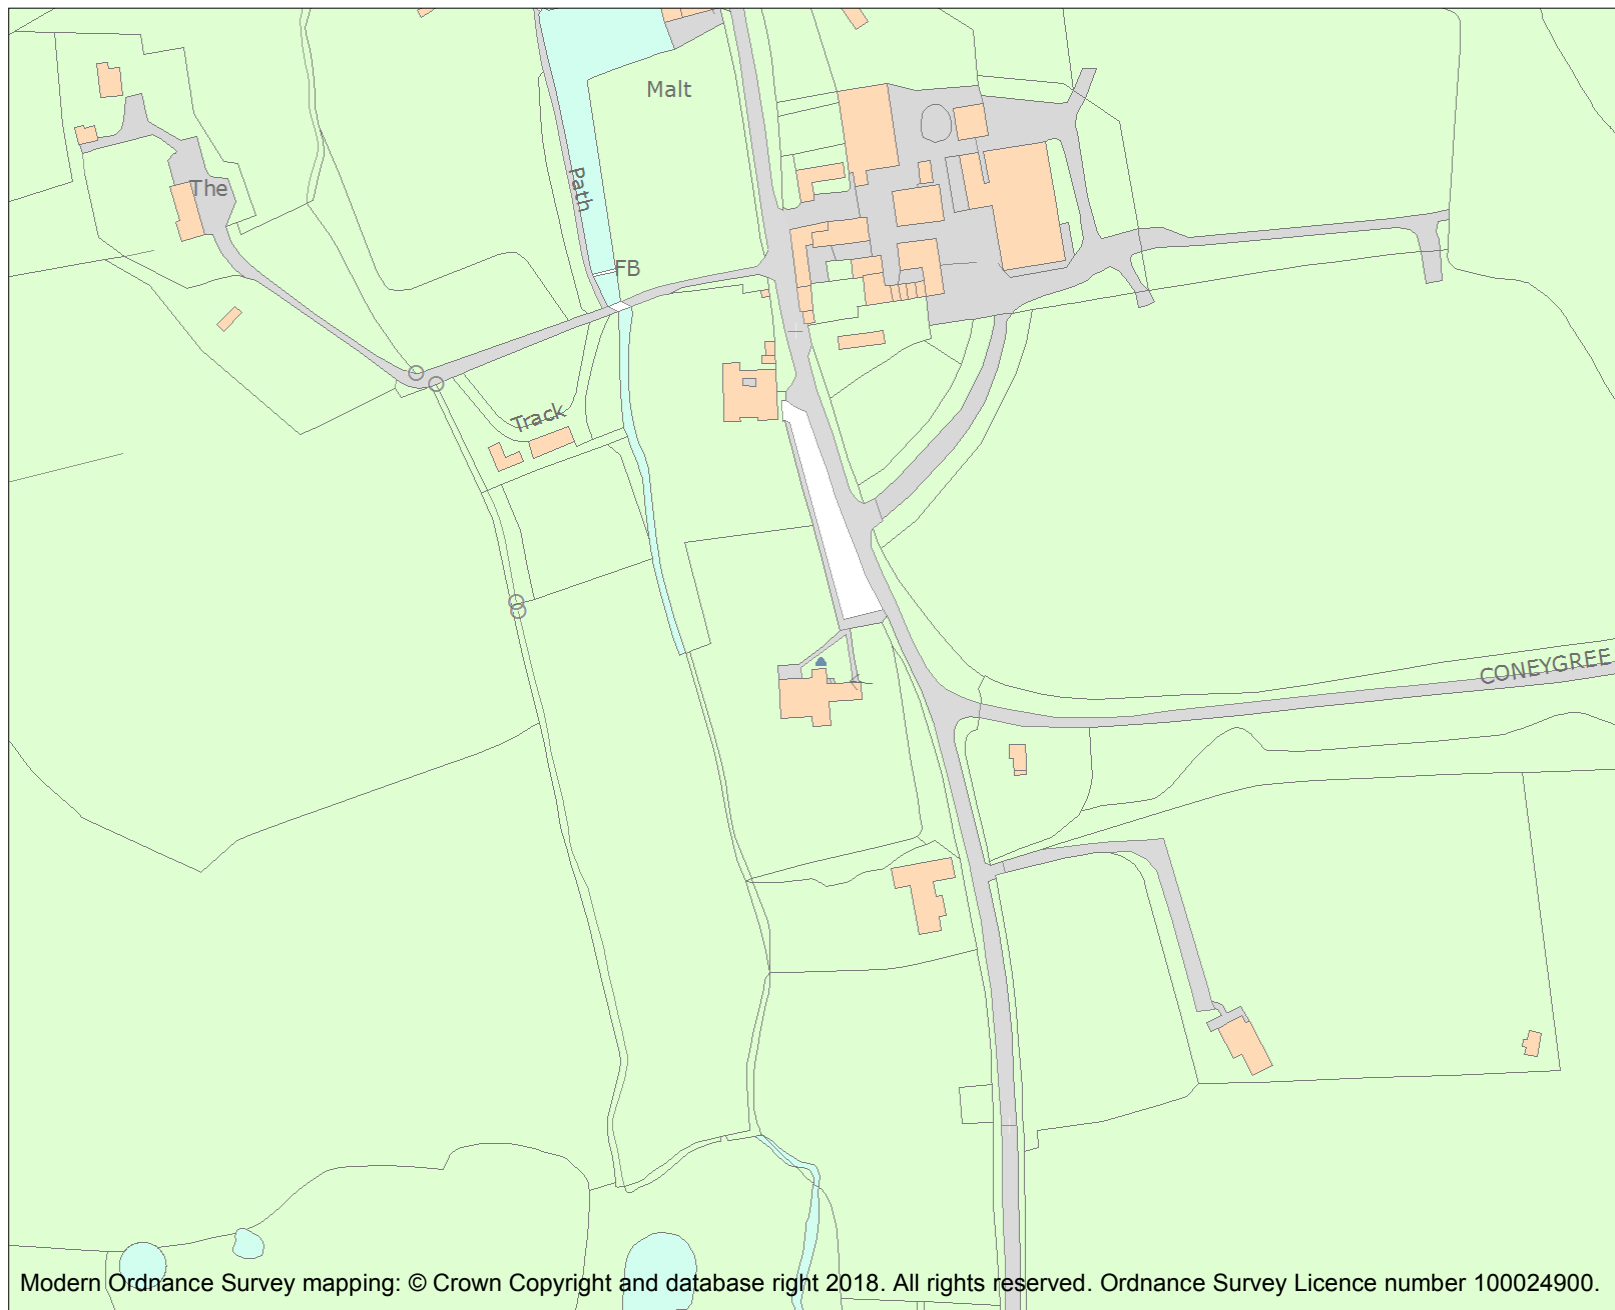 Malt
The
Path
FB
Track
CONEYGREE
Modern Ordnance Survey mapping: © Crown Copyright and database right 2018. All rights reserved. Ordnance Survey Licence number 100024900.